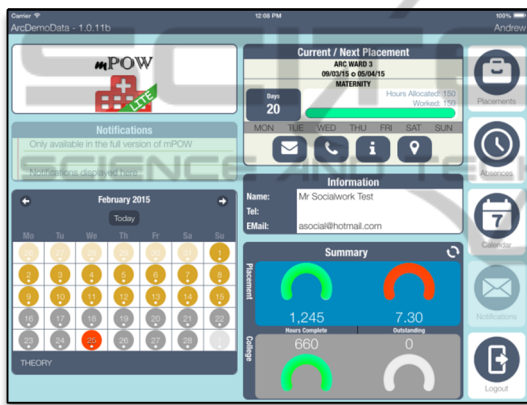 Carrier
12:08 PM
100%
ArcDemoData - 1.0.11b
Andrew
mPOW
LITE
Notifications
Only available in the full version of mPOW
Notifications displayed here
February 2015
Today
Mo Tu We Th Fr Sa Su
1
2 3 4 5 6 7 8
9 10 11 12 13 14 15
16 17 18 19 20 21 22
23 24 25 26 27 28
THEORY
Current / Next Placement
ARC WARD 3
09/03/15 o 05/04/15
MATERNITY
Days
20
Hours Allocated: 150
Worked: 150
MON TUE WED THU FRI SAT SUN
Information
Name: Mr Socialwork Test
Tel:
EMail: asocial@hotmail.com
Summary
Placement
1,245 7.30
Hours Complete Outstanding
College
660 0
Placements
Absences
7
Calendar
Notifications
Logout
SCIENCE AND TECH